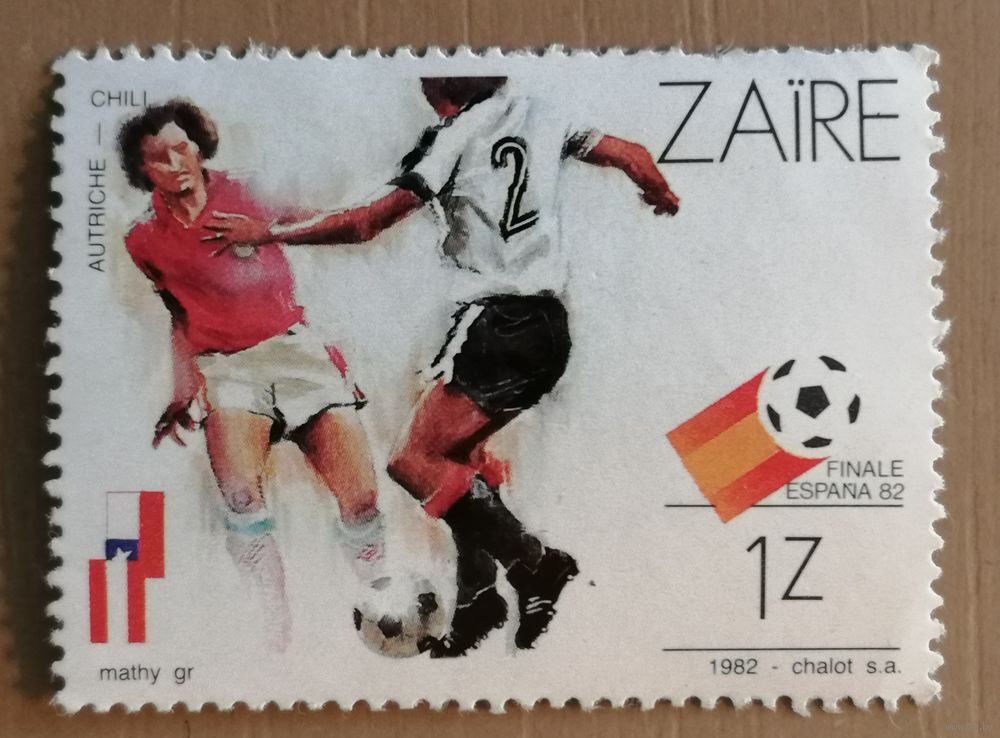 CHILI
AUTRICHE —
ZAÏRE
2
FINALE
ESPAÑA 82
1Z
mathy gr
1982 - chalot s.a.